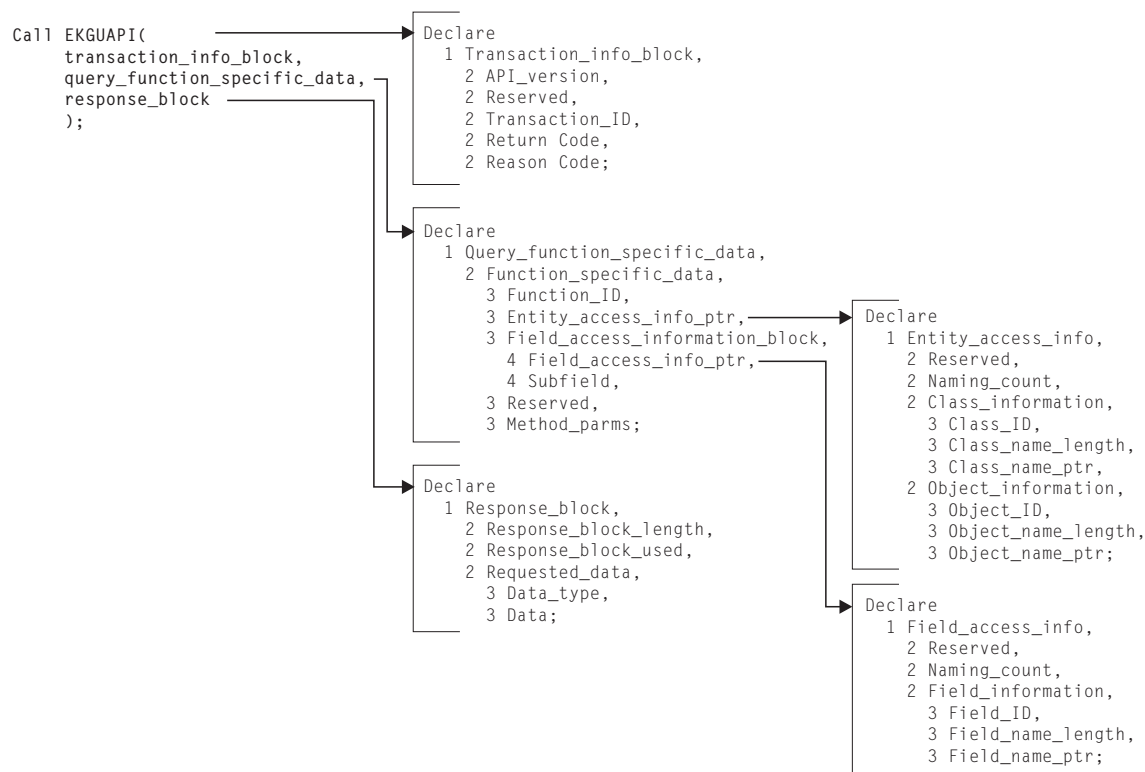 Call EKGUAPI(
transaction_info_block,
query_function_specific_data,
response_block
);
Declare
1 Transaction_info_block,
2 API_version,
2 Reserved,
2 Transaction_ID,
2 Return Code,
2 Reason Code;
Declare
1 Query_function_specific_data,
2 Function_specific_data,
3 Function_ID,
3 Entity_access_info_ptr,
3 Field_access_information_block,
4 Field_access_info_ptr,
4 Subfield,
3 Reserved,
3 Method_parms;
Declare
1 Response_block,
2 Response_block_length,
2 Response_block_used,
2 Requested_data,
3 Data_type,
3 Data;
Declare
1 Entity_access_info,
2 Reserved,
2 Naming_count,
2 Class_information,
3 Class_ID,
3 Class_name_length,
3 Class_name_ptr,
2 Object_information,
3 Object_ID,
3 Object_name_length,
3 Object_name_ptr;
Declare
1 Field_access_info,
2 Reserved,
2 Naming_count,
2 Field_information,
3 Field_ID,
3 Field_name_length,
3 Field_name_ptr;